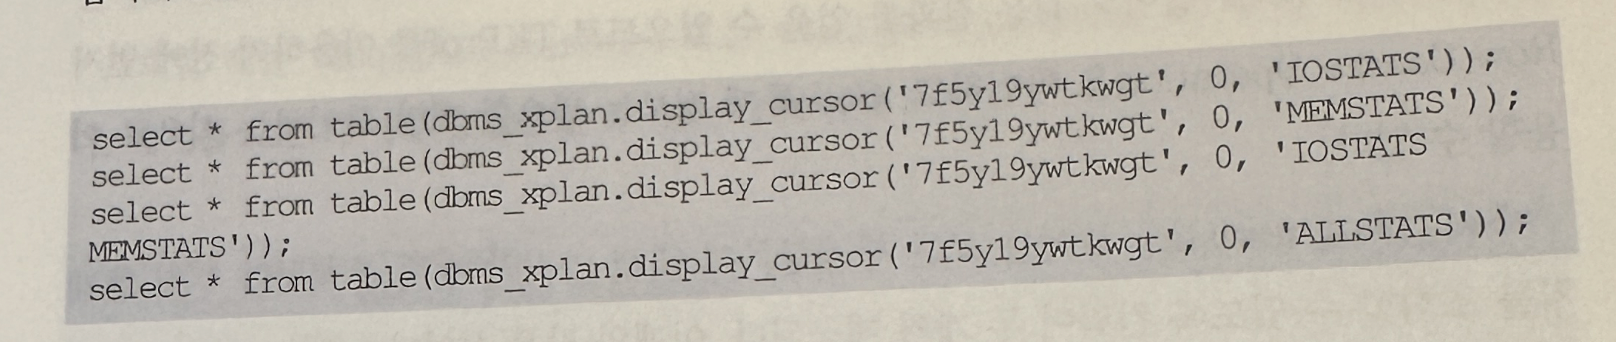 select * from table(dbms_xplan.display_cursor('7f5y19ywtkwgt', 0, 'IOSTATS'));
select * from table(dbms_xplan.display_cursor('7f5y19ywtkwgt', 0, 'MEMSTATS'));
select * from table(dbms_xplan.display_cursor('7f5y19ywtkwgt', 0, 'IOSTATS
MEMSTATS'));
select * from table(dbms_xplan.display_cursor('7f5y19ywtkwgt', 0, 'ALLSTATS'));